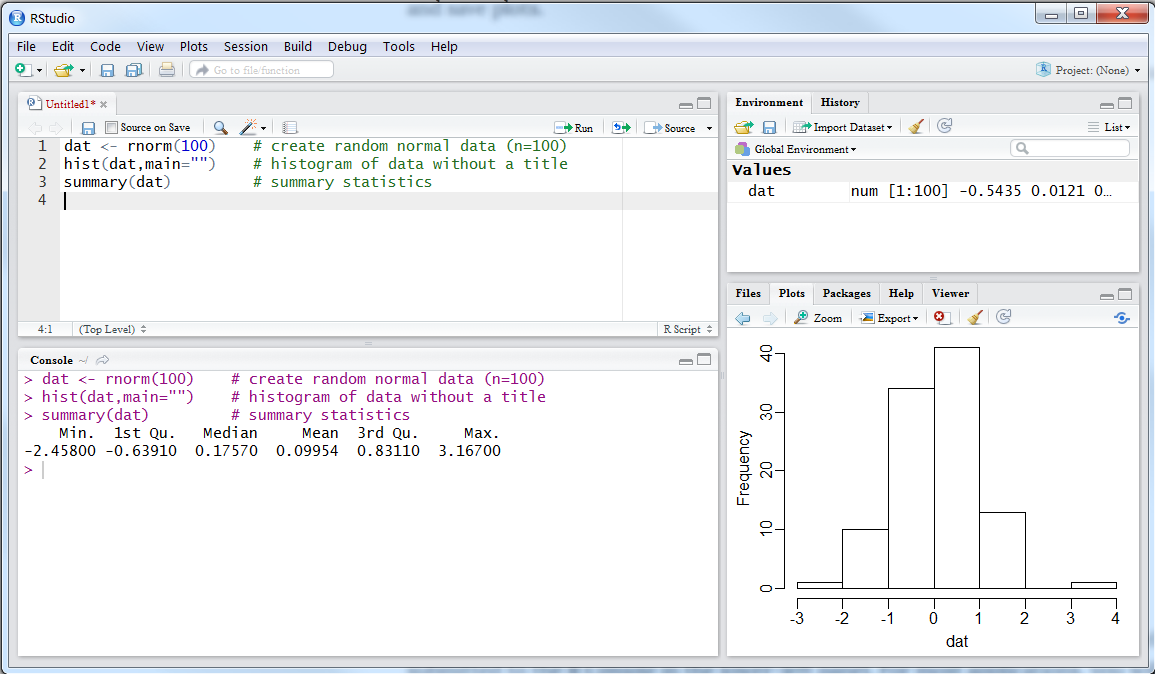 and save plots.
RStudio
File Edit Code View Plots Session Build Debug Tools Help
Go to file/function
Project: (None)
Untitled1*
Source on Save
Run
Source
1 dat <- rnorm(100) # create random normal data (n=100)
2 hist(dat,main="") # histogram of data without a title
3 summary(dat) # summary statistics
4
4:1 (Top Level) R Script
Console ~/
> dat <- rnorm(100) # create random normal data (n=100)
> hist(dat,main="") # histogram of data without a title
> summary(dat) # summary statistics
Min. 1st Qu. Median Mean 3rd Qu. Max.
-2.45800 -0.63910 0.17570 0.09954 0.83110 3.16700
>
Environment History
Import Dataset List
Global Environment
Values
dat num [1:100] -0.5435 0.0121 0…
Files Plots Packages Help Viewer
Zoom Export
Frequency
40
30
20
10
0
-3 -2 -1 0 1 2 3 4
dat